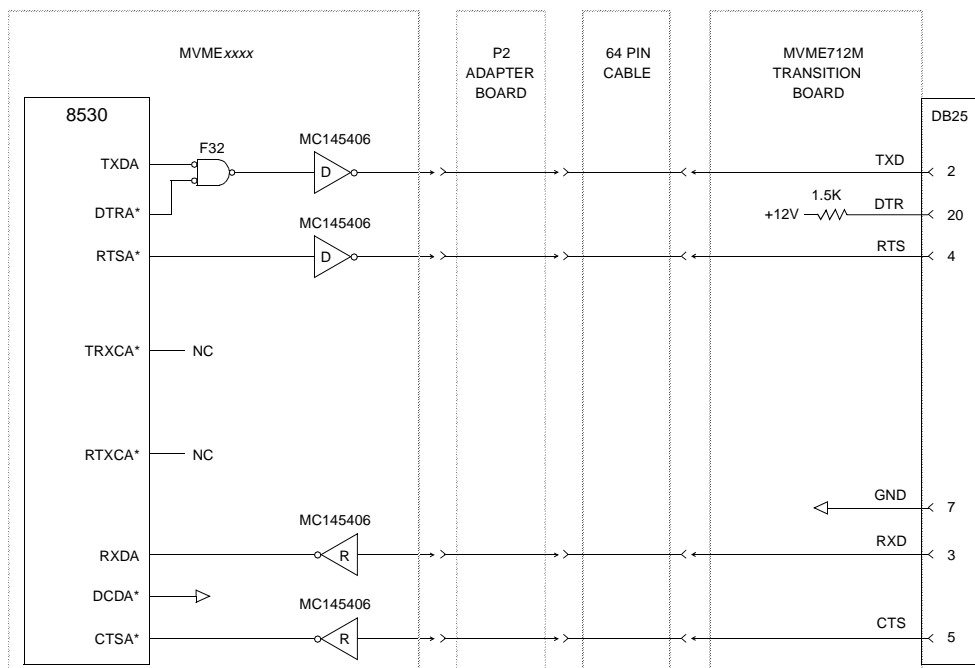 MVMExxxx
P2
ADAPTER
BOARD
64 PIN
CABLE
MVME712M
TRANSITION
BOARD
8530
DB25
F32
MC145406
TXDA
D
TXD
2
DTRA*
1.5K
+12V
DTR
20
MC145406
RTSA*
D
RTS
4
TRXCA*
NC
RTXCA*
NC
GND
7
MC145406
RXDA
R
RXD
3
DCDA*
MC145406
CTSA*
R
CTS
5